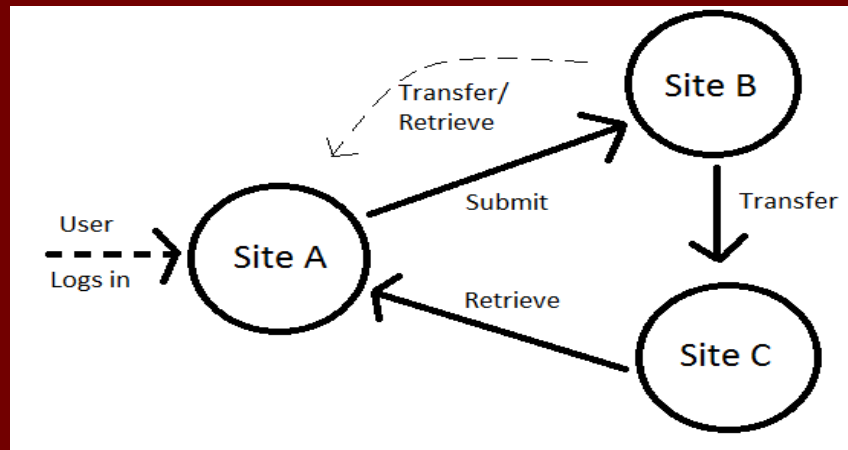 Site B
Transfer/
Retrieve
Submit
Transfer
User
Logs in
Site A
Retrieve
Site C